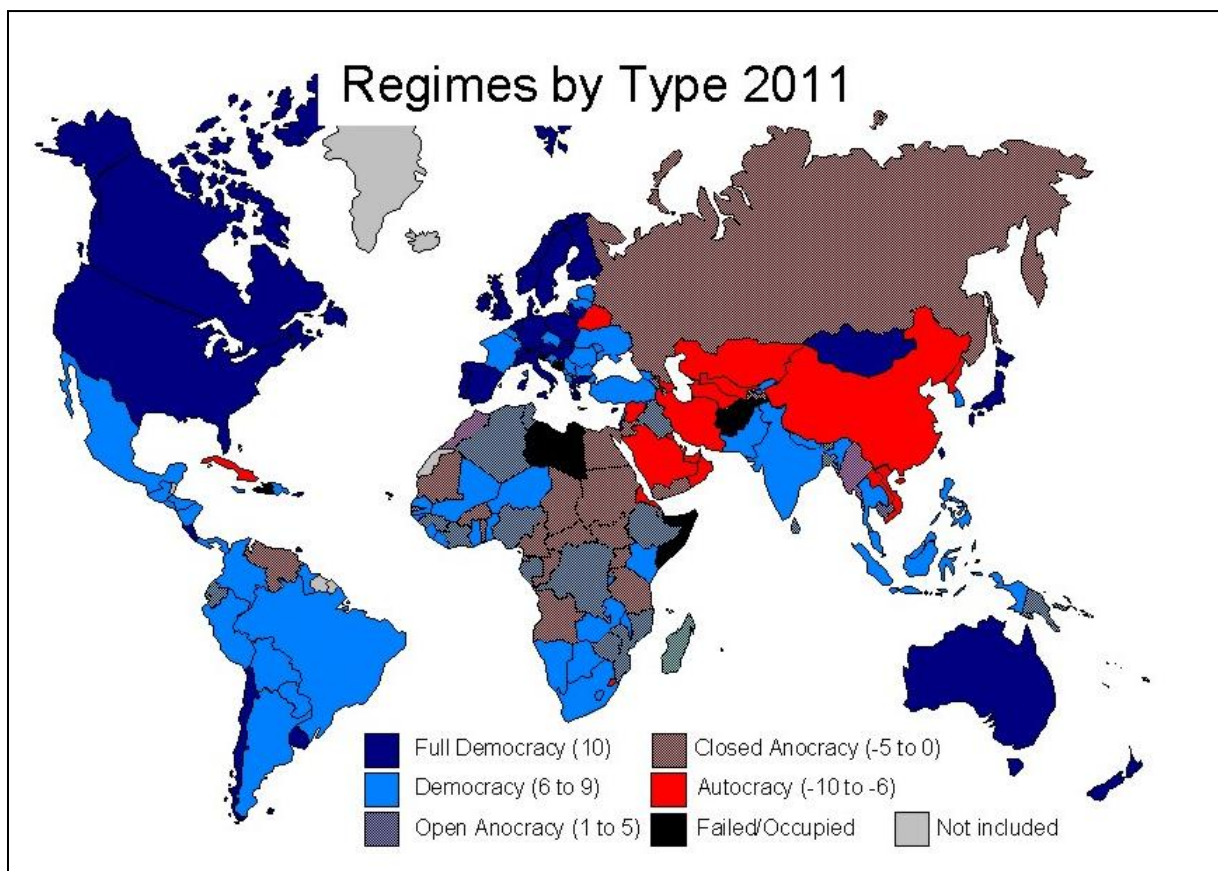 Regimes by Type 2011
Full Democracy (10)
Democracy (6 to 9)
Open Anocracy (1 to 5)
Closed Anocracy (-5 to 0)
Autocracy (-10 to -6)
Failed/Occupied
Not included